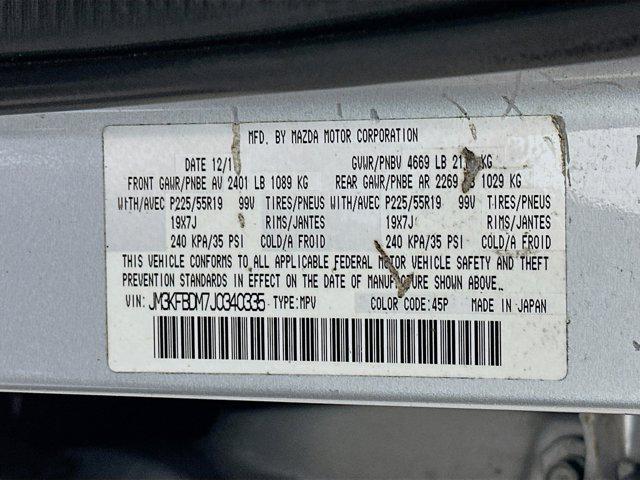 MFD. BY MAZDA MOTOR CORPORATION
DATE 12/1 GVWR/PNBV 4669 LB KG
FRONT GAWR/PNBE AV 2401 LB 1089 KG REAR GAWR/PNBE AR 2269 1029 KG
WITH/AVEC P225/55R19 99V TIRES/PNEUS WITH/AVEC P225/55R19 99V TIRES/PNEUS
19X7J RIMS/JANTES 19X7J RIMS/JANTES
240 KPA/35 PSI COLD/A FROID 240 KPA/35 PSI COLD/A FROID
THIS VEHICLE CONFORMS TO ALL APPLICABLE FEDERAL MOTOR VEHICLE SAFETY AND THEFT
PREVENTION STANDARDS IN EFFECT ON THE DATE OF MANUFACTURE SHOWN ABOVE.
VIN: JM3KFBDM7J0340335 TYPE:MPV COLOR CODE:45P MADE IN JAPAN